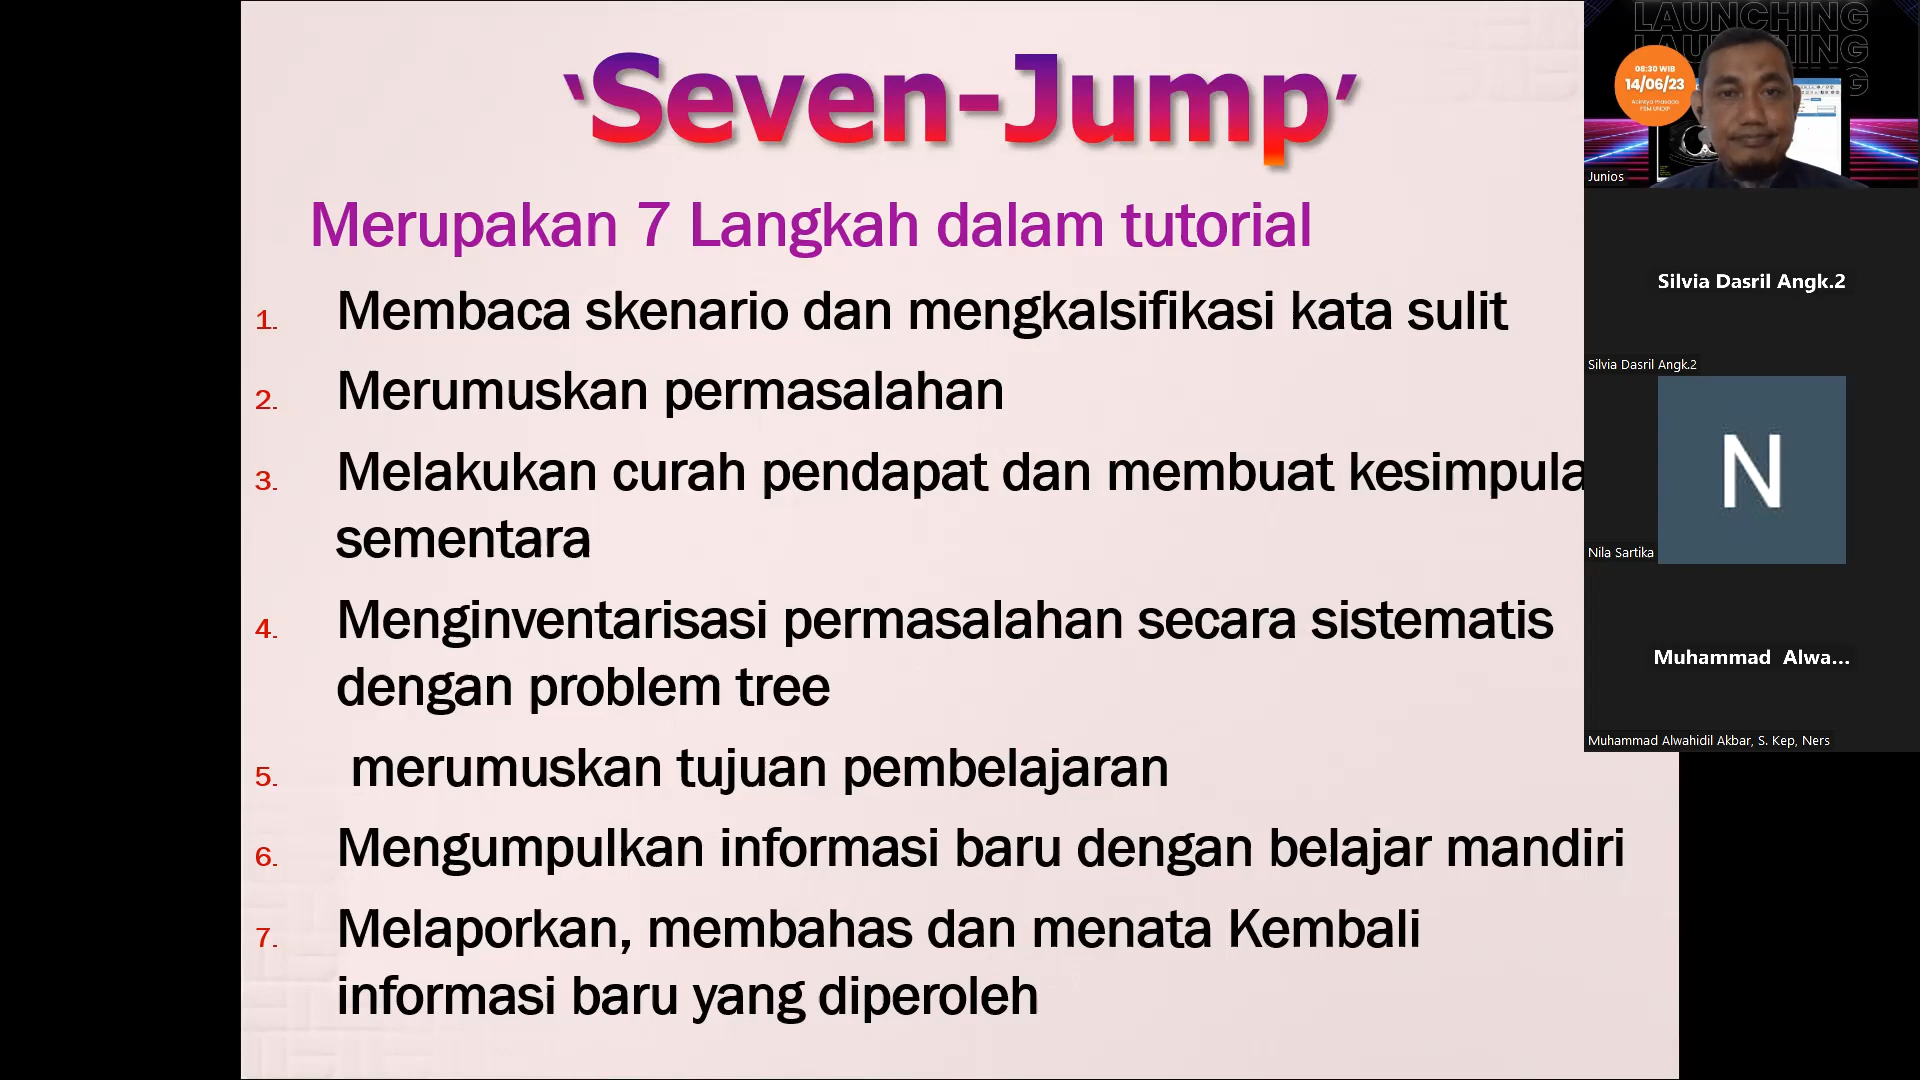 'Seven-Jump'
Merupakan 7 Langkah dalam tutorial
1. Membaca skenario dan mengkalsifikasi kata sulit
2. Merumuskan permasalahan
3. Melakukan curah pendapat dan membuat kesimpula
sementara
4. Menginventarisasi permasalahan secara sistematis
dengan problem tree
5. merumuskan tujuan pembelajaran
6. Mengumpulkan informasi baru dengan belajar mandiri
7. Melaporkan, membahas dan menata Kembali
informasi baru yang diperoleh
LAUNCHING
08:30 WIB
14/06/23
Junios
Silvia Dasril Angk.2
Silvia Dasril Angk.2
N
Nila Sartika
Muhammad Alwa...
Muhammad Alwahidil Akbar, S. Kep, Ners